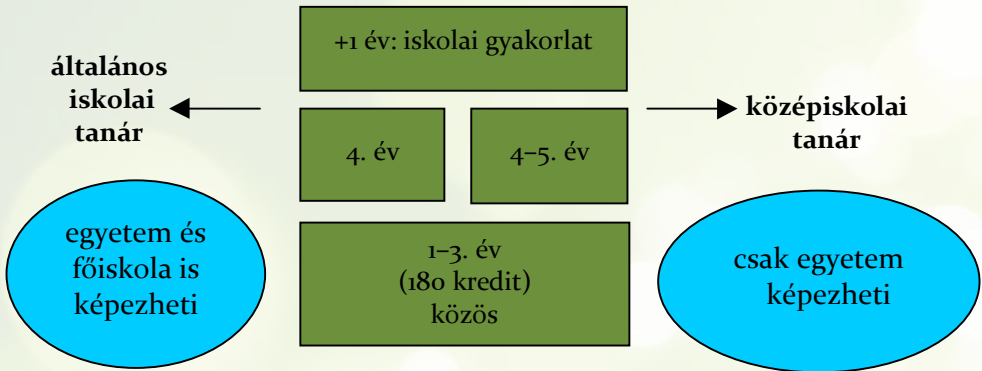 +1 év: iskolai gyakorlat
általános
iskolai
tanár
középiskolai
tanár
4. év
4–5. év
egyetem és
főiskola is
képezheti
1–3. év
(180 kredit)
közös
csak egyetem
képezheti